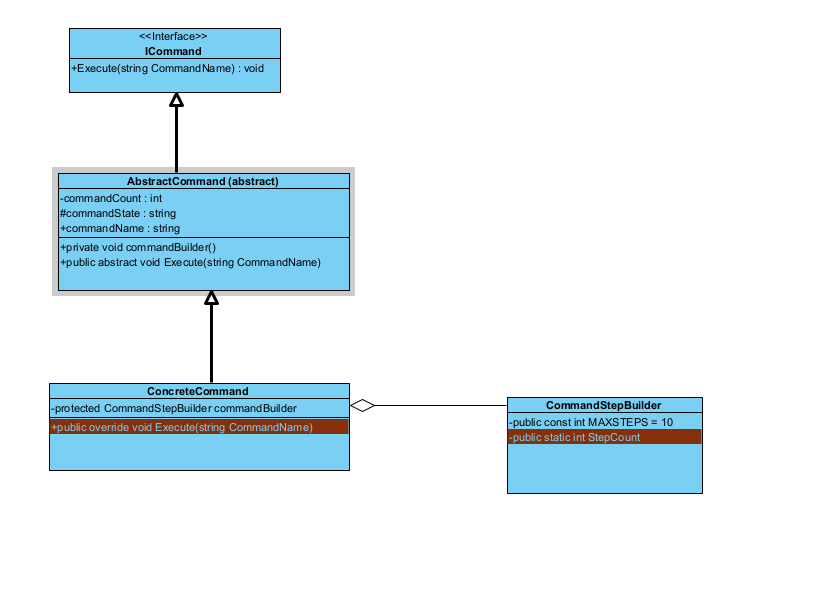 <<Interface>>
ICommand
+Execute(string CommandName) : void
AbstractCommand (abstract)
-commandCount : int
#commandState : string
+commandName : string
+private void commandBuilder()
+public abstract void Execute(string CommandName)
ConcreteCommand
-protected CommandStepBuilder commandBuilder
+public override void Execute(string CommandName)
CommandStepBuilder
-public const int MAXSTEPS = 10
-public static int StepCount